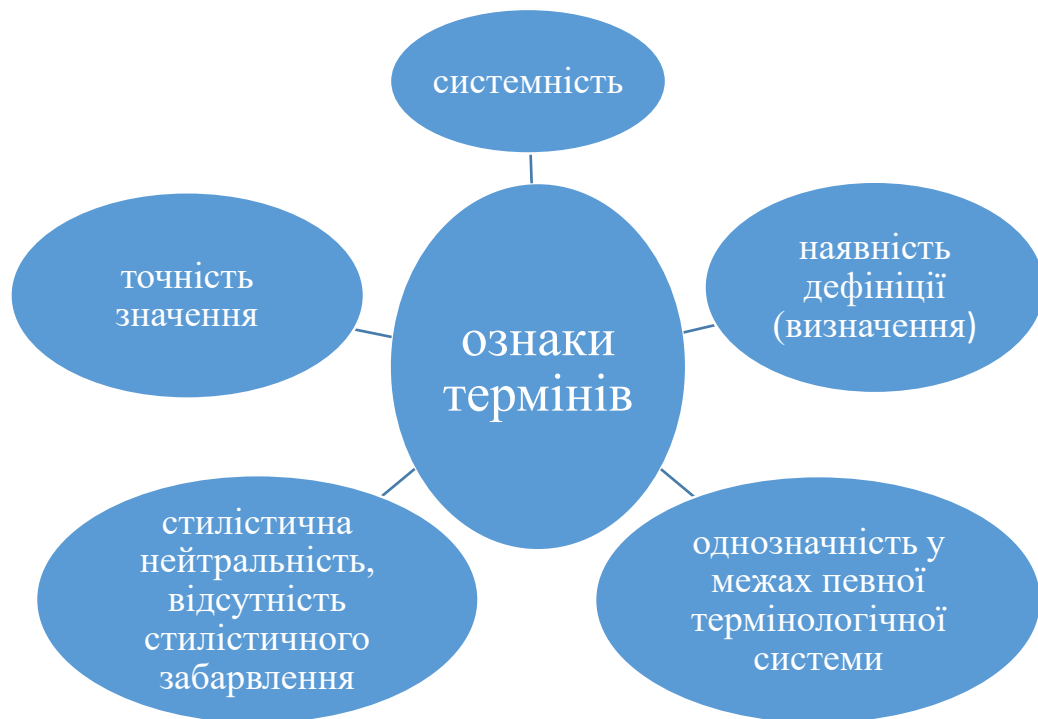 системність
наявність
дефініції
(визначення)
точність
значення
ознаки
термінів
стилістична
нейтральність,
відсутність
стилістичного
забарвлення
однозначність у
межах певної
термінологічної
системи